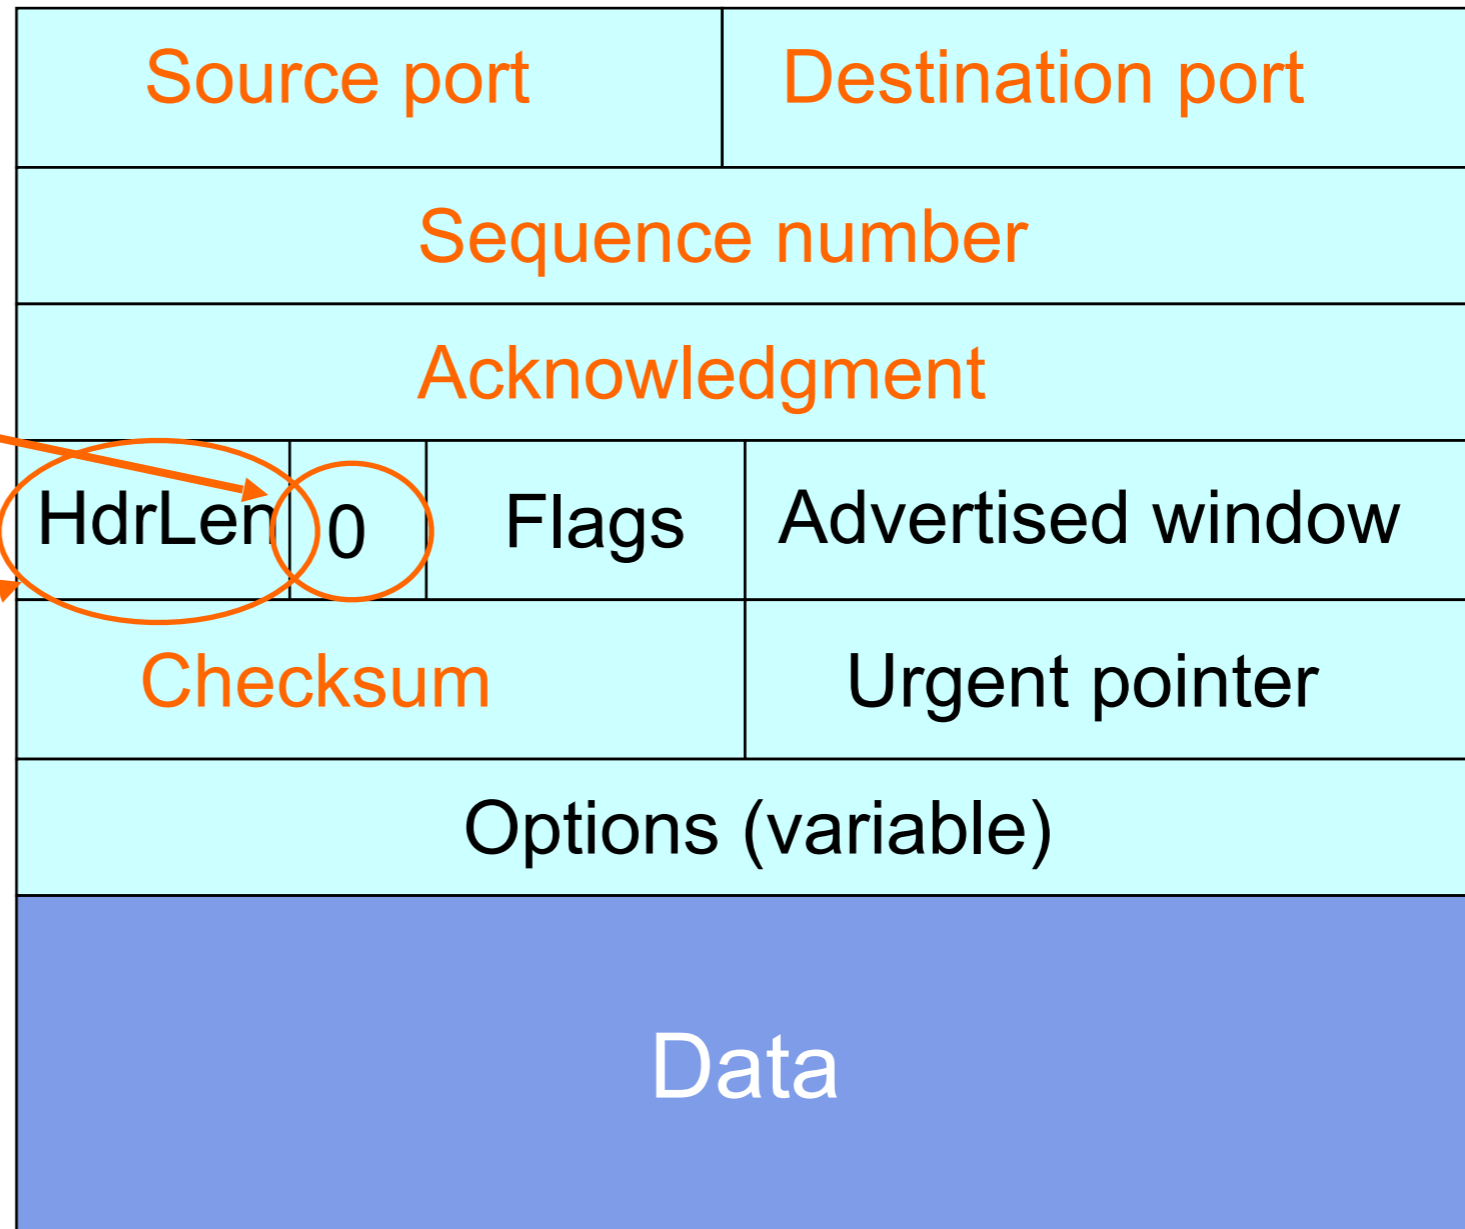 Source port Destination port
Sequence number
Acknowledgment
HdrLen 0 Flags Advertised window
Checksum Urgent pointer
Options (variable)
Data